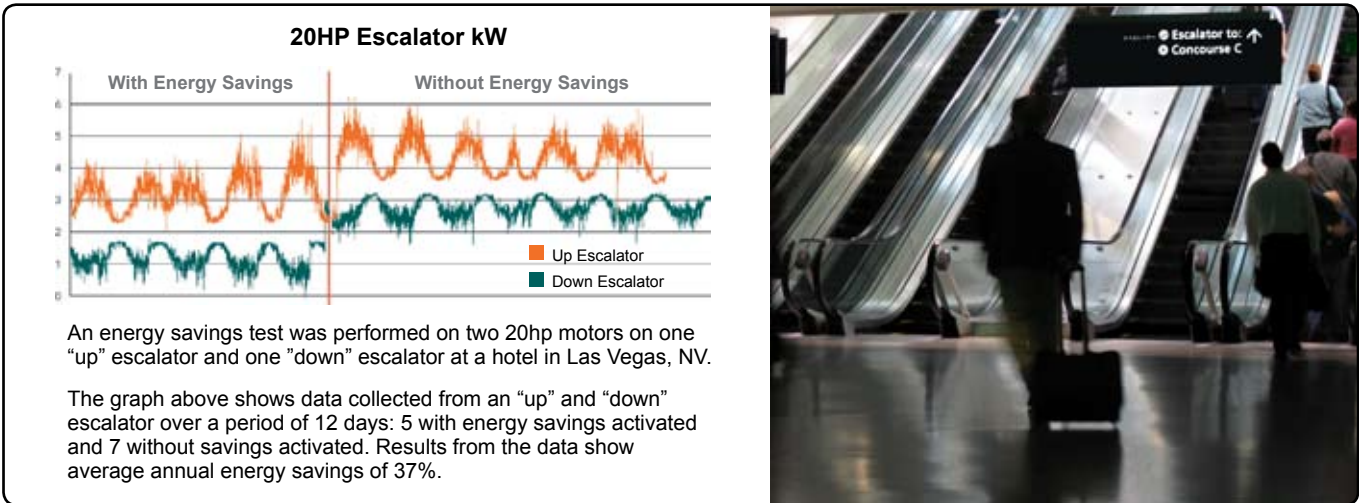 20HP Escalator kW
With Energy Savings
Without Energy Savings
7
6
5
4
3
2
1
0
Up Escalator
Down Escalator
An energy savings test was performed on two 20hp motors on one
“up” escalator and one ”down” escalator at a hotel in Las Vegas, NV.
The graph above shows data collected from an “up” and “down”
escalator over a period of 12 days: 5 with energy savings activated
and 7 without savings activated. Results from the data show
average annual energy savings of 37%.
Escalator to:
Concourse C